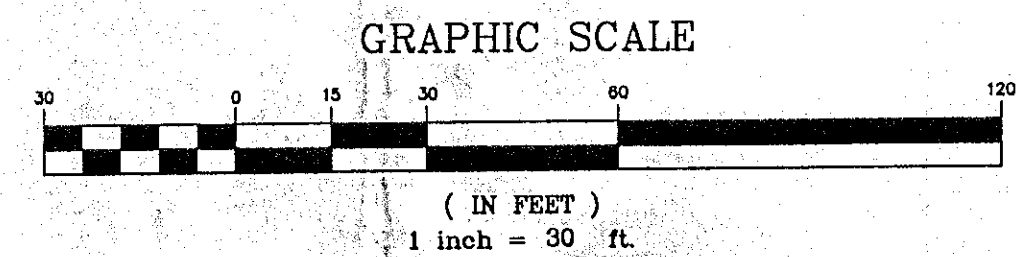 GRAPHIC SCALE
30 0 15 30 60 120
( IN FEET )
1 inch = 30 ft.